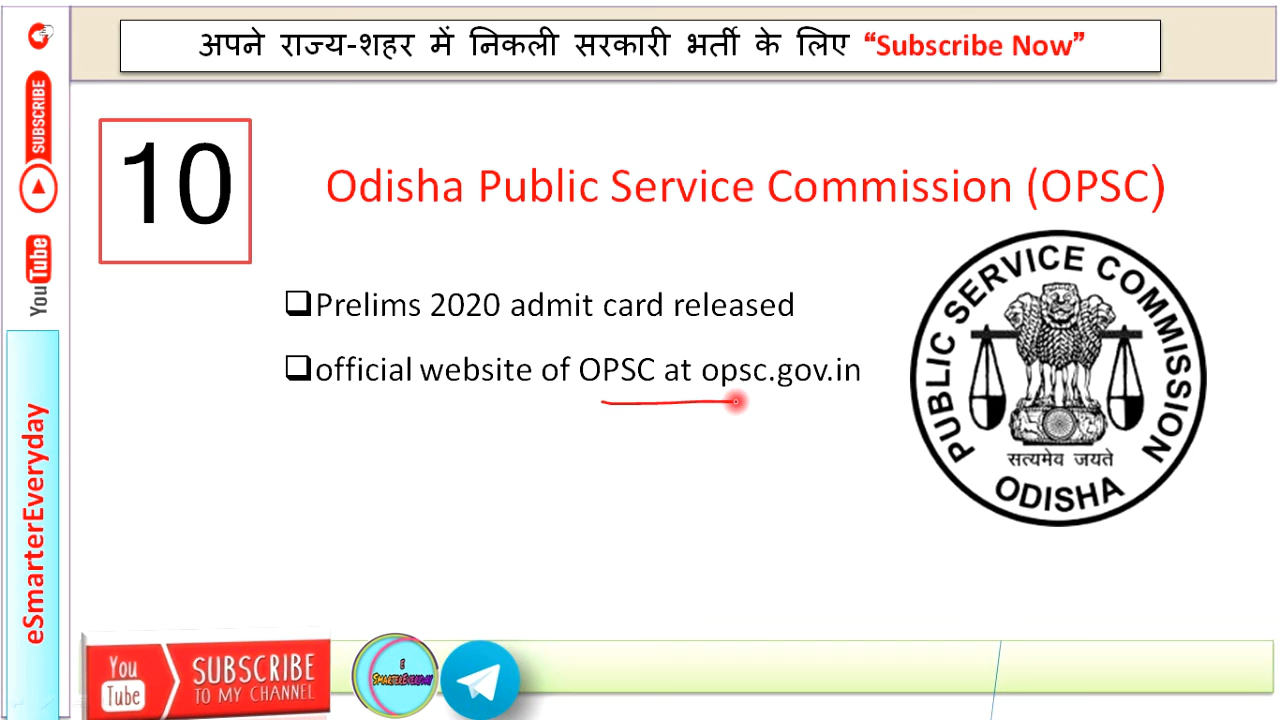 अपने राज्य-शहर में निकली सरकारी भर्ती के लिए “Subscribe Now”
SUBSCRIBE
YouTube
eSmarterEveryday
10
Odisha Public Service Commission (OPSC)
❑Prelims 2020 admit card released
❑official website of OPSC at opsc.gov.in
PUBLIC SERVICE COMMISSION
सत्यमेव जयते
ODISHA
You
Tube
SUBSCRIBE
TO MY CHANNEL
E
SMARTEREVERYDAY